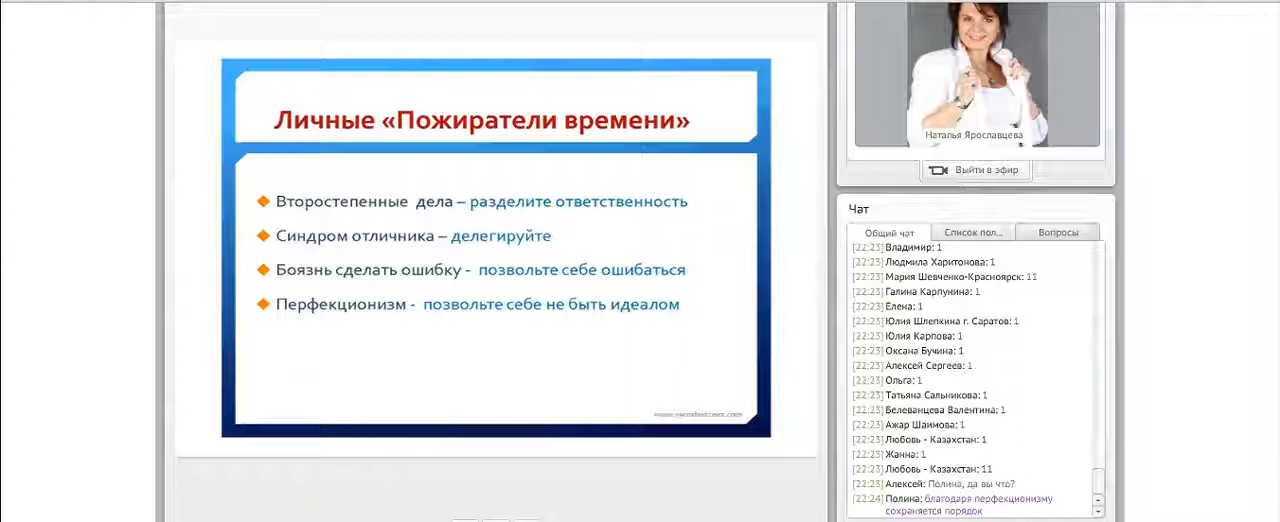 Личные «Пожиратели времени»
Второстепенные дела – разделите ответственность
Синдром отличника – делегируйте
Боязнь сделать ошибку - позвольте себе ошибаться
Перфекционизм - позвольте себе не быть идеалом
Наталья Ярославцева
Выйти в эфир
Чат
Общий чат
Список пол...
Вопросы
[22:23] Владимир: 1
[22:23] Людмила Харитонова: 1
[22:23] Мария Шевченко-Красноярск: 11
[22:23] Галина Карпунина: 1
[22:23] Елена: 1
[22:23] Юлия Шлепкина г. Саратов: 1
[22:23] Юлия Карпова: 1
[22:23] Оксана Бучина: 1
[22:23] Алексей Сергеев: 1
[22:23] Ольга: 1
[22:23] Татьяна Сальникова: 1
[22:23] Белеванцева Валентина: 1
[22:23] Ажар Шаимова: 1
[22:23] Любовь - Казахстан: 1
[22:23] Жанна: 1
[22:23] Любовь - Казахстан: 11
[22:23] Алексей: Полина, да вы что?
[22:24] Полина: благодаря перфекционизму
сохраняется порядок